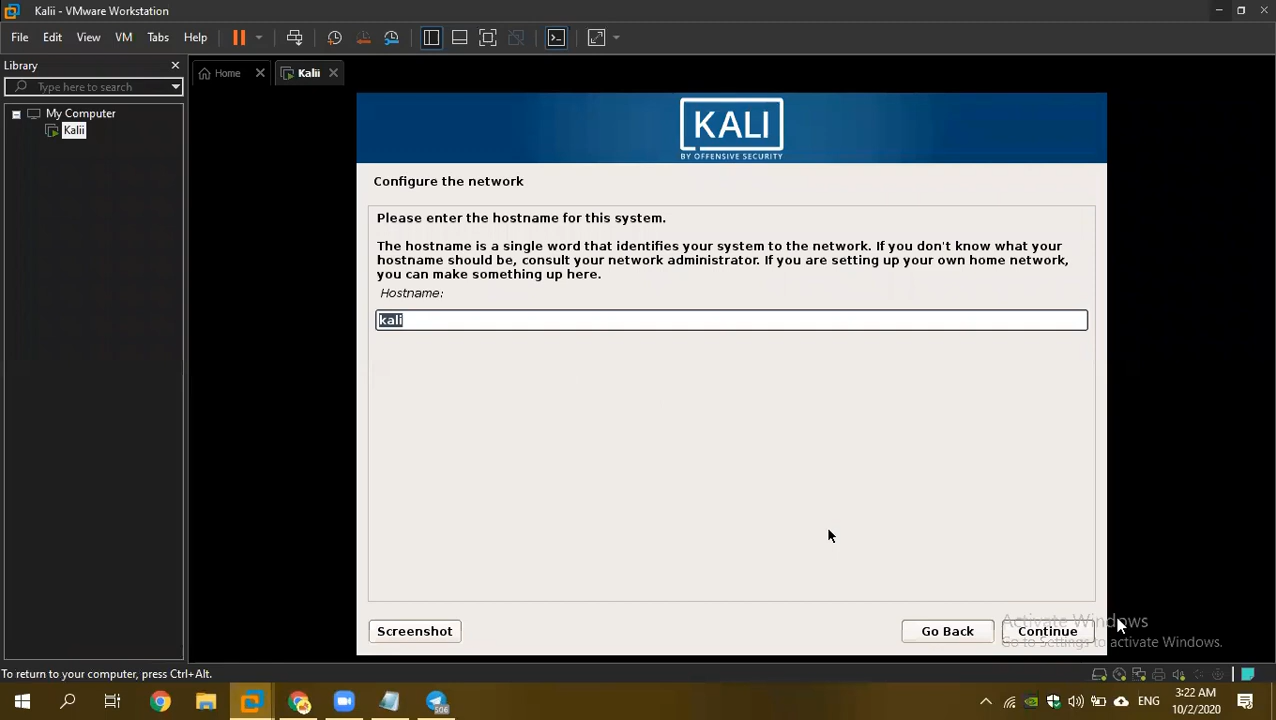 Kalii - VMware Workstation
File Edit View VM Tabs Help
Library
Type here to search
My Computer
Kalii
Home
Kalii
KALI
BY OFFENSIVE SECURITY
Configure the network
Please enter the hostname for this system.
The hostname is a single word that identifies your system to the network. If you don't know what your
hostname should be, consult your network administrator. If you are setting up your own home network,
you can make something up here.
Hostname:
kali
Screenshot
Go Back
Continue
Activate Windows
Go to Settings to activate Windows.
To return to your computer, press Ctrl+Alt.
506
ENG
3:22 AM
10/2/2020